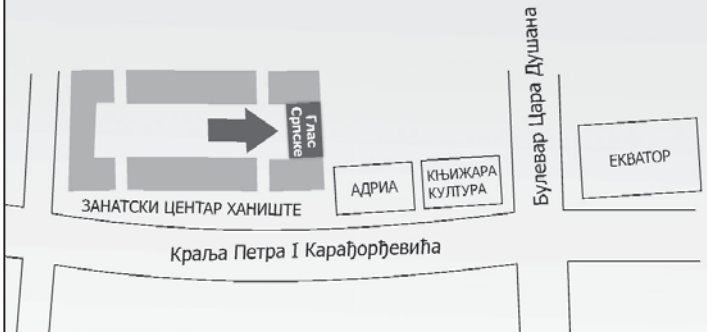 Глас
Српске
АДРИА
КЊИЖАРА
КУЛТУРА
Булевар Цара Душана
ЕКВАТОР
ЗАНАТСКИ ЦЕНТАР ХАНИШТЕ
Краља Петра I Карађорђевића